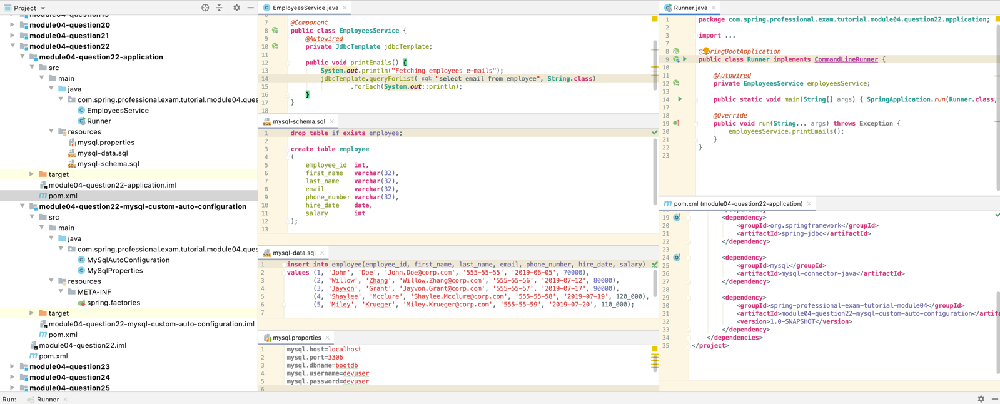 Project
module04-question19
module04-question20
module04-question21
module04-question22
module04-question22-application
src
main
java
com.spring.professional.exam.tutorial.module04.ques
EmployeesService
Runner
resources
mysql.properties
mysql-data.sql
mysql-schema.sql
target
module04-question22-application.iml
pom.xml
module04-question22-mysql-custom-auto-configuration
src
main
java
com.spring.professional.exam.tutorial.module04.ques
MySqlAutoConfiguration
MySqlProperties
resources
META-INF
spring.factories
target
module04-question22-mysql-custom-auto-configuration.iml
pom.xml
module04-question22.iml
pom.xml
module04-question23
module04-question24
module04-question25
EmployeesService.java
7 @Component
8 public class EmployeesService {
9 @Autowired
10 private JdbcTemplate jdbcTemplate;
11
12 public void printEmails() {
13 System.out.println("Fetching employees e-mails");
14 jdbcTemplate.queryForList( sql: "select email from employee", String.class)
15 .forEach(System.out::println);
16 }
17 }
18
mysql-schema.sql
1 drop table if exists employee;
2
3 create table employee
4 (
5 employee_id int,
6 first_name varchar(32),
7 last_name varchar(32),
8 email varchar(32),
9 phone_number varchar(32),
10 hire_date date,
11 salary int
12 );
13
mysql-data.sql
1 insert into employee(employee_id, first_name, last_name, email, phone_number, hire_date, salary)
2 values (1, 'John', 'Doe', 'John.Doe@corp.com', '555-55-55', '2019-06-05', 70000),
3 (2, 'Willow', 'Zhang', 'Willow.Zhang@corp.com', '555-55-56', '2019-07-12', 80000),
4 (3, 'Jayvon', 'Grant', 'Jayvon.Grant@corp.com', '555-55-57', '2019-07-17', 90000),
5 (4, 'Shaylee', 'Mcclure', 'Shaylee.Mcclure@corp.com', '555-55-58', '2019-07-19', 120_000),
6 (5, 'Miley', 'Krueger', 'Miley.Krueger@corp.com', '555-55-59', '2019-07-20', 110_000);
7
mysql.properties
1 mysql.host=localhost
2 mysql.port=3306
3 mysql.dbname=bootdb
4 mysql.username=devuser
5 mysql.password=devuser
6
Runner.java
1 package com.spring.professional.exam.tutorial.module04.question22.application;
2
3 import ...
7
8 @SpringBootApplication
9 public class Runner implements CommandLineRunner {
10
11 @Autowired
12 private EmployeesService employeesService;
13
14 public static void main(String[] args) { SpringApplication.run(Runner.class,
17
18 @Override
19 public void run(String... args) throws Exception {
20 employeesService.printEmails();
21 }
22 }
23
pom.xml (module04-question22-application)
19 <dependency>
20 <groupId>org.springframework</groupId>
21 <artifactId>spring-jdbc</artifactId>
22 </dependency>
23
24 <dependency>
25 <groupId>mysql</groupId>
26 <artifactId>mysql-connector-java</artifactId>
27 </dependency>
28
29 <dependency>
30 <groupId>spring-professional-exam-tutorial-module04</groupId>
31 <artifactId>module04-question22-mysql-custom-auto-configuration</artifa
32 <version>1.0-SNAPSHOT</version>
33 </dependency>
34 </dependencies>
35 </project>
Run: Runner